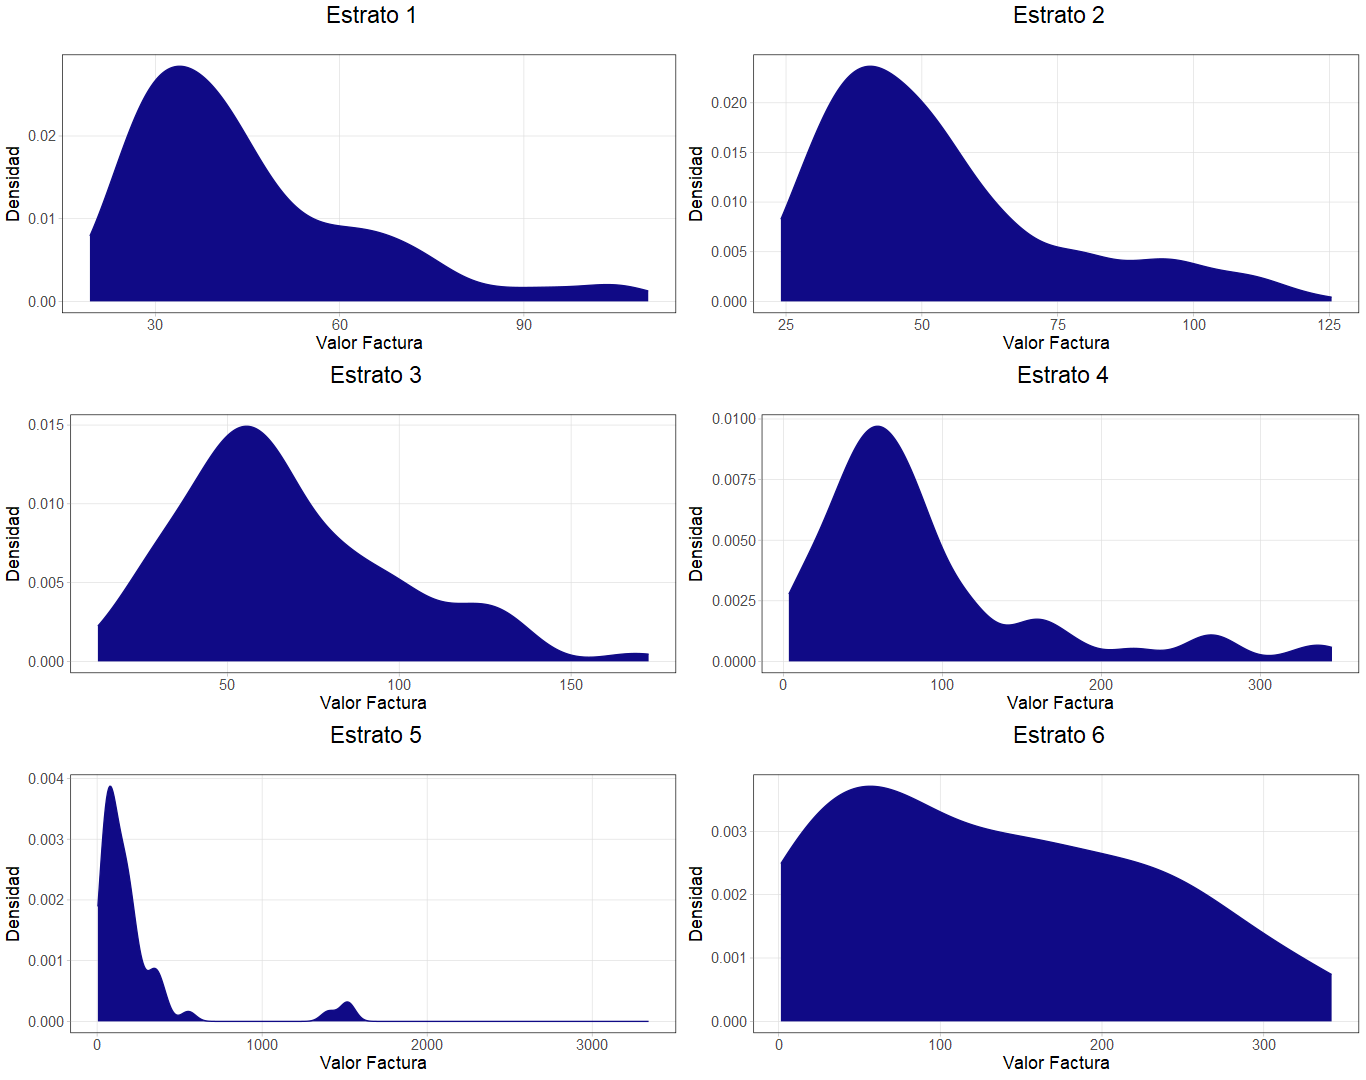 Estrato 1
Densidad
0.02
0.01
0.00
30 60 90
Valor Factura
Estrato 2
Densidad
0.020
0.015
0.010
0.005
0.000
25 50 75 100 125
Valor Factura
Estrato 3
Densidad
0.015
0.010
0.005
0.000
50 100 150
Valor Factura
Estrato 4
Densidad
0.0100
0.0075
0.0050
0.0025
0.0000
0 100 200 300
Valor Factura
Estrato 5
Densidad
0.004
0.003
0.002
0.001
0.000
0 1000 2000 3000
Valor Factura
Estrato 6
Densidad
0.003
0.002
0.001
0.000
0 100 200 300
Valor Factura